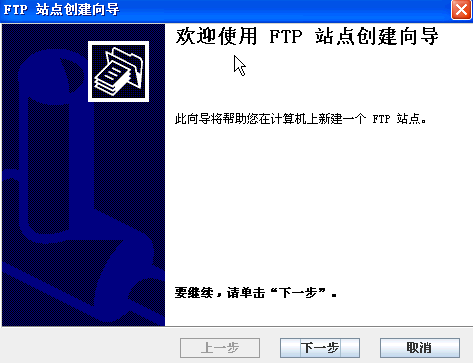 FTP 站点创建向导
欢迎使用 FTP 站点创建向导
此向导将帮助您在计算机上新建一个 FTP 站点。
要继续，请单击“下一步”。
上一步 下一步 取消